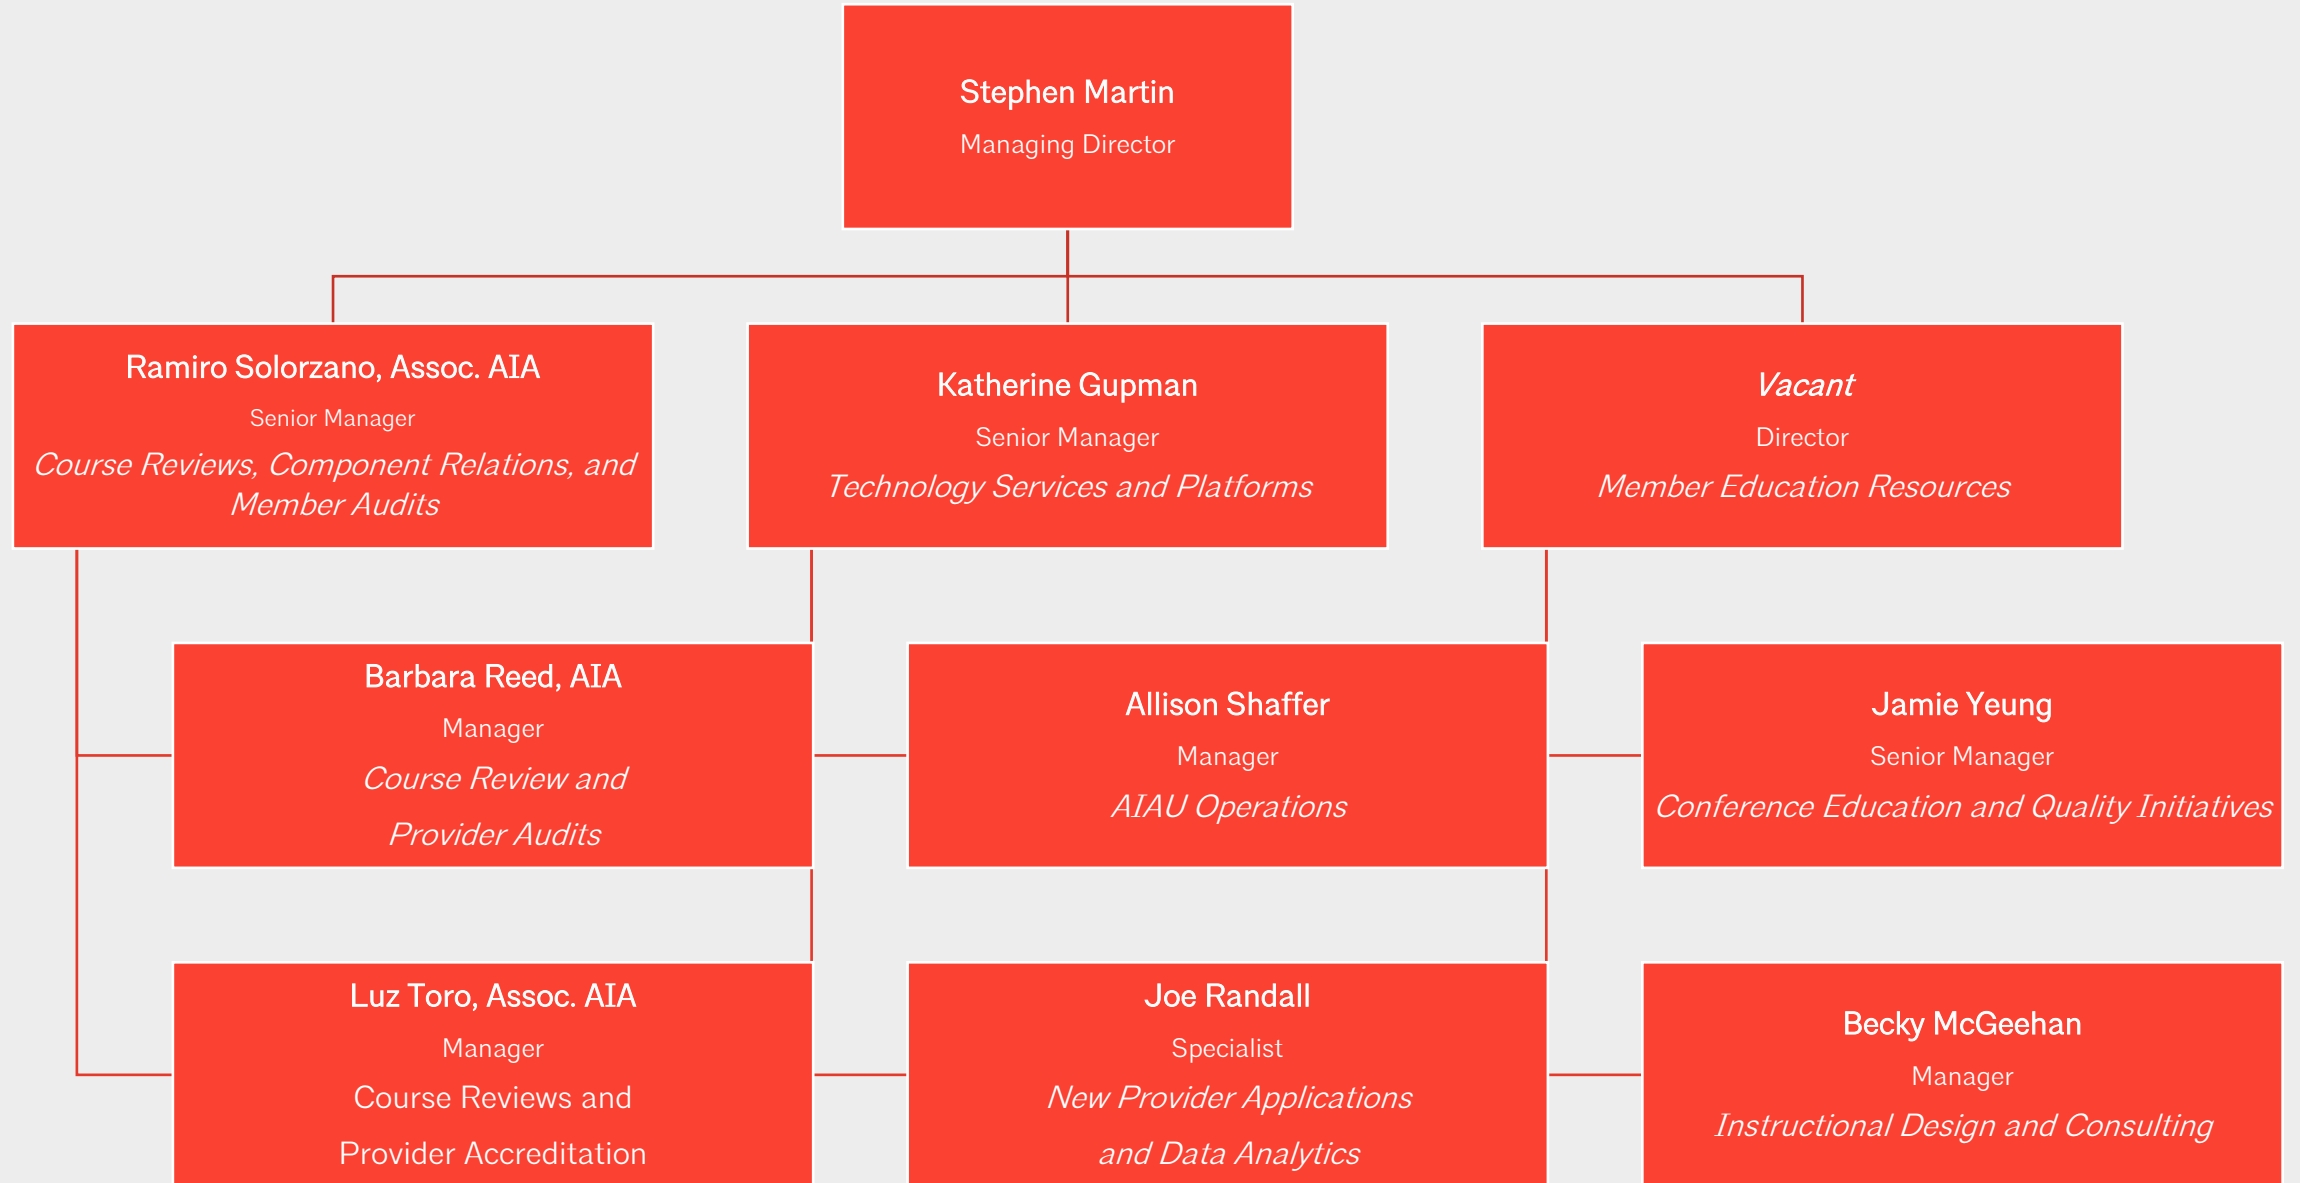 Stephen Martin
Managing Director
Ramiro Solorzano, Assoc. AIA
Senior Manager
Course Reviews, Component Relations, and
Member Audits
Katherine Gupman
Senior Manager
Technology Services and Platforms
Vacant
Director
Member Education Resources
Barbara Reed, AIA
Manager
Course Review and
Provider Audits
Allison Shaffer
Manager
AIAU Operations
Jamie Yeung
Senior Manager
Conference Education and Quality Initiatives
Luz Toro, Assoc. AIA
Manager
Course Reviews and
Provider Accreditation
Joe Randall
Specialist
New Provider Applications
and Data Analytics
Becky McGeehan
Manager
Instructional Design and Consulting